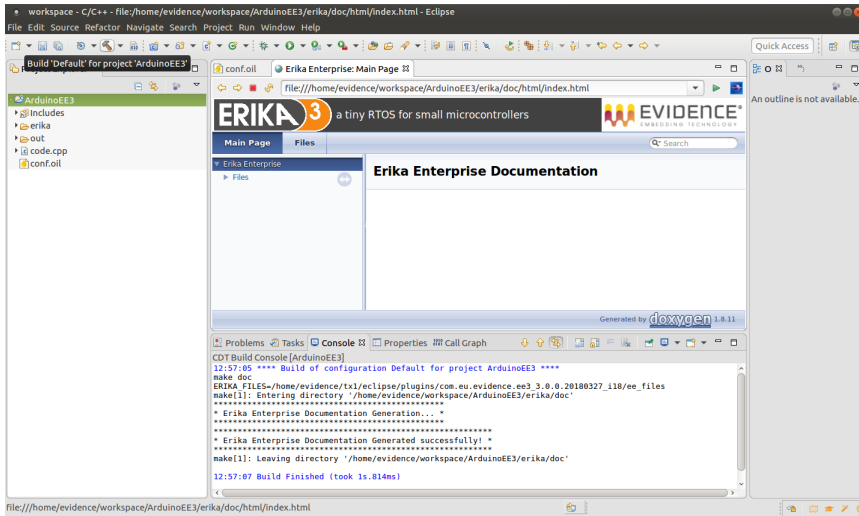 workspace - C/C++ - file:/home/evidence/workspace/ArduinoEE3/erika/doc/html/index.html - Eclipse
File Edit Source Refactor Navigate Search Project Run Window Help
Quick Access
Build 'Default' for project 'ArduinoEE3'
ArduinoEE3
Includes
erika
out
code.cpp
conf.oil
conf.oil
Erika Enterprise: Main Page
file:///home/evidence/workspace/ArduinoEE3/erika/doc/html/index.html
ERIKA 3 a tiny RTOS for small microcontrollers
EVIDENCE
EMBEDDING TECHNOLOGY
Main Page Files
Search
Erika Enterprise
Files
Erika Enterprise Documentation
Generated by doxygen 1.8.11
O
An outline is not available.
Problems Tasks Console Properties Call Graph
CDT Build Console [ArduinoEE3]
12:57:05 **** Build of configuration Default for project ArduinoEE3 ****
make doc
ERIKA_FILES=/home/evidence/tx1/eclipse/plugins/com.eu.evidence.ee3_3.0.0.20180327_i18/ee_files
make[1]: Entering directory '/home/evidence/workspace/ArduinoEE3/erika/doc'
************************************************
* Erika Enterprise Documentation Generation... *
************************************************
**********************************************************
* Erika Enterprise Documentation Generated successfully! *
**********************************************************
make[1]: Leaving directory '/home/evidence/workspace/ArduinoEE3/erika/doc'
12:57:07 Build Finished (took 1s.814ms)
file:///home/evidence/workspace/ArduinoEE3/erika/doc/html/index.html